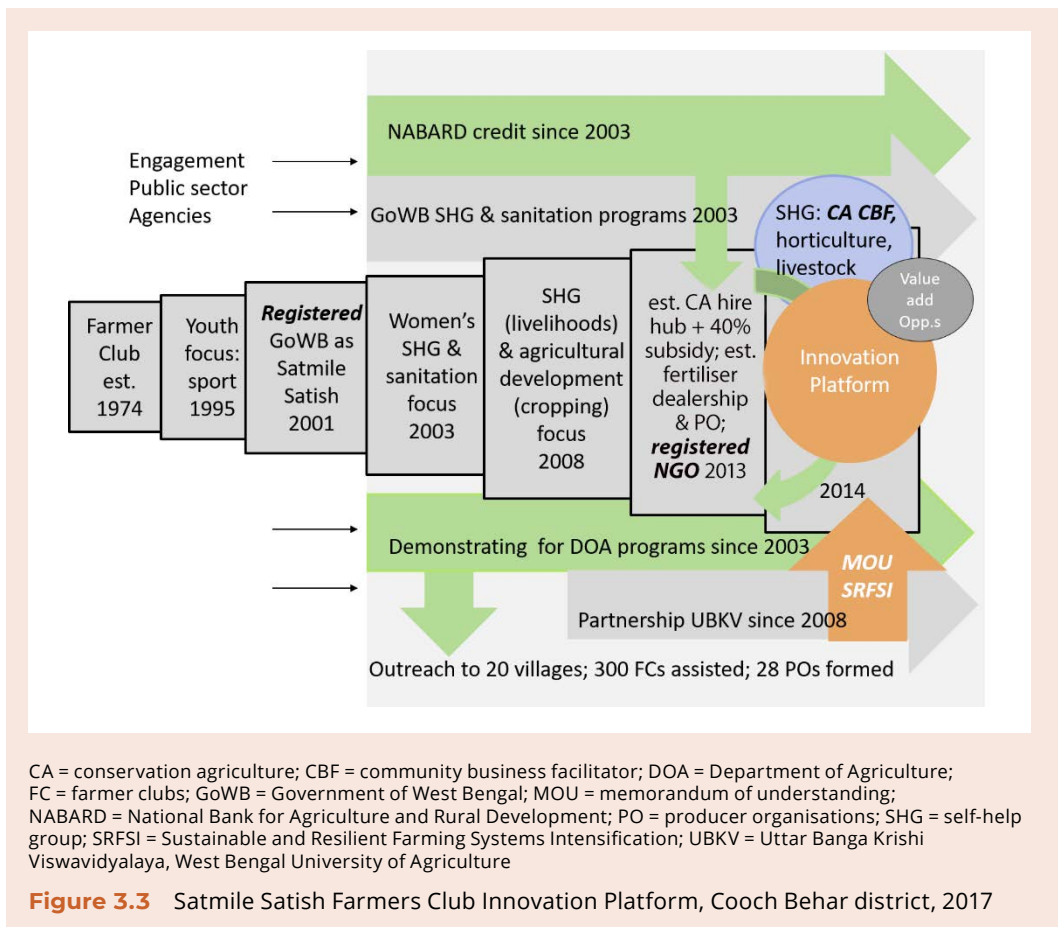 NABARD credit since 2003
Engagement
Public sector
Agencies
GoWB SHG & sanitation programs 2003
SHG: CA CBF,
horticulture,
livestock
Value
add
Opp.s
Farmer
Club
est.
1974
Youth
focus:
sport
1995
Registered
GoWB as
Satmile
Satish
2001
Women’s
SHG &
sanitation
focus
2003
SHG
(livelihoods)
& agricultural
development
(cropping)
focus
2008
est. CA hire
hub + 40%
subsidy; est.
fertiliser
dealership
& PO;
registered
NGO 2013
Innovation
Platform
2014
Demonstrating for DOA programs since 2003
MOU
SRFSI
Partnership UBKV since 2008
Outreach to 20 villages; 300 FCs assisted; 28 POs formed
CA = conservation agriculture; CBF = community business facilitator; DOA = Department of Agriculture;
FC = farmer clubs; GoWB = Government of West Bengal; MOU = memorandum of understanding;
NABARD = National Bank for Agriculture and Rural Development; PO = producer organisations; SHG = self-help
group; SRFSI = Sustainable and Resilient Farming Systems Intensification; UBKV = Uttar Banga Krishi
Viswavidyalaya, West Bengal University of Agriculture
Figure 3.3 Satmile Satish Farmers Club Innovation Platform, Cooch Behar district, 2017